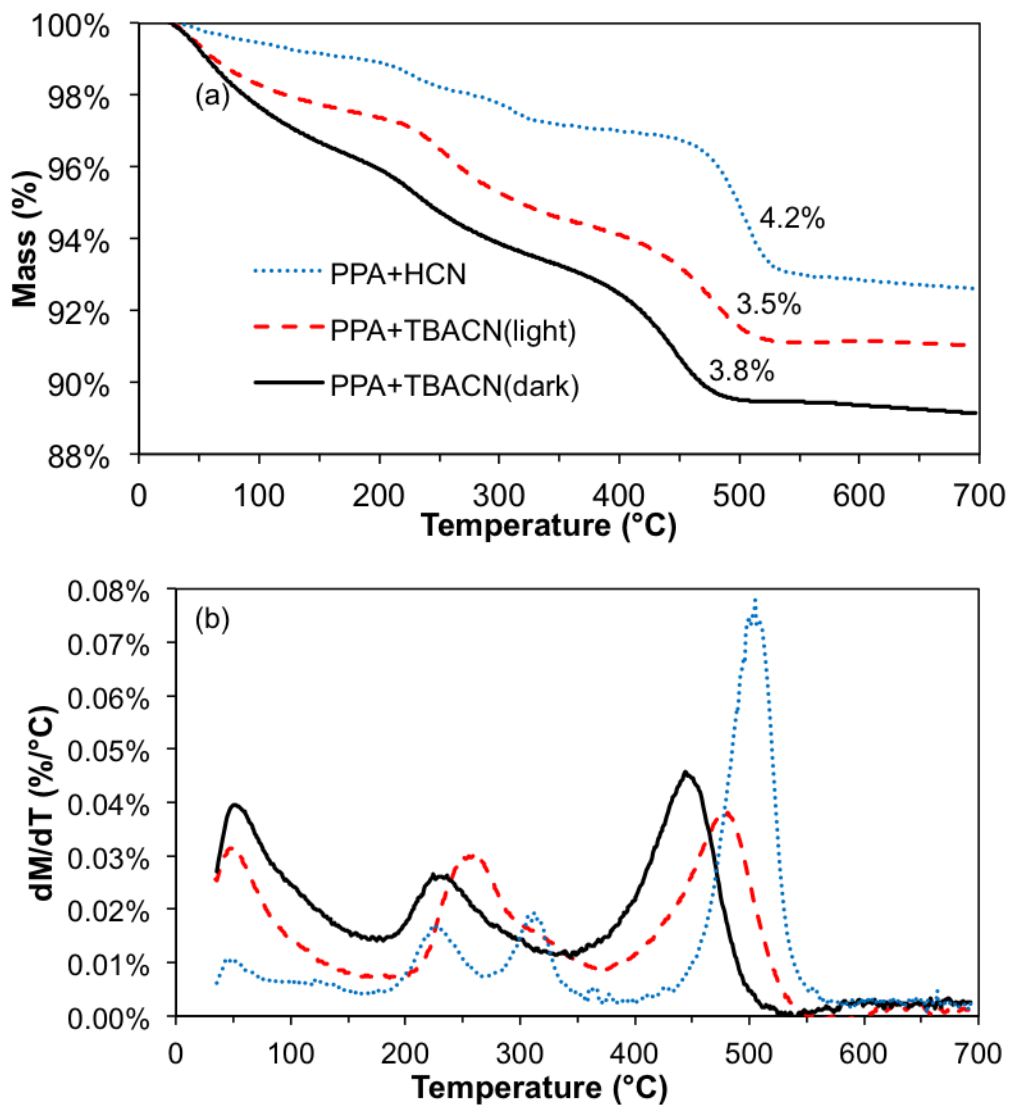 100%
98%
96%
94%
92%
90%
88%
Mass (%)
(a)
4.2%
3.5%
3.8%
PPA+HCN
PPA+TBACN(light)
PPA+TBACN(dark)
0 100 200 300 400 500 600 700
Temperature (°C)
0.08%
0.07%
0.06%
0.05%
0.04%
0.03%
0.02%
0.01%
0.00%
dM/dT (%/°C)
(b)
0 100 200 300 400 500 600 700
Temperature (°C)